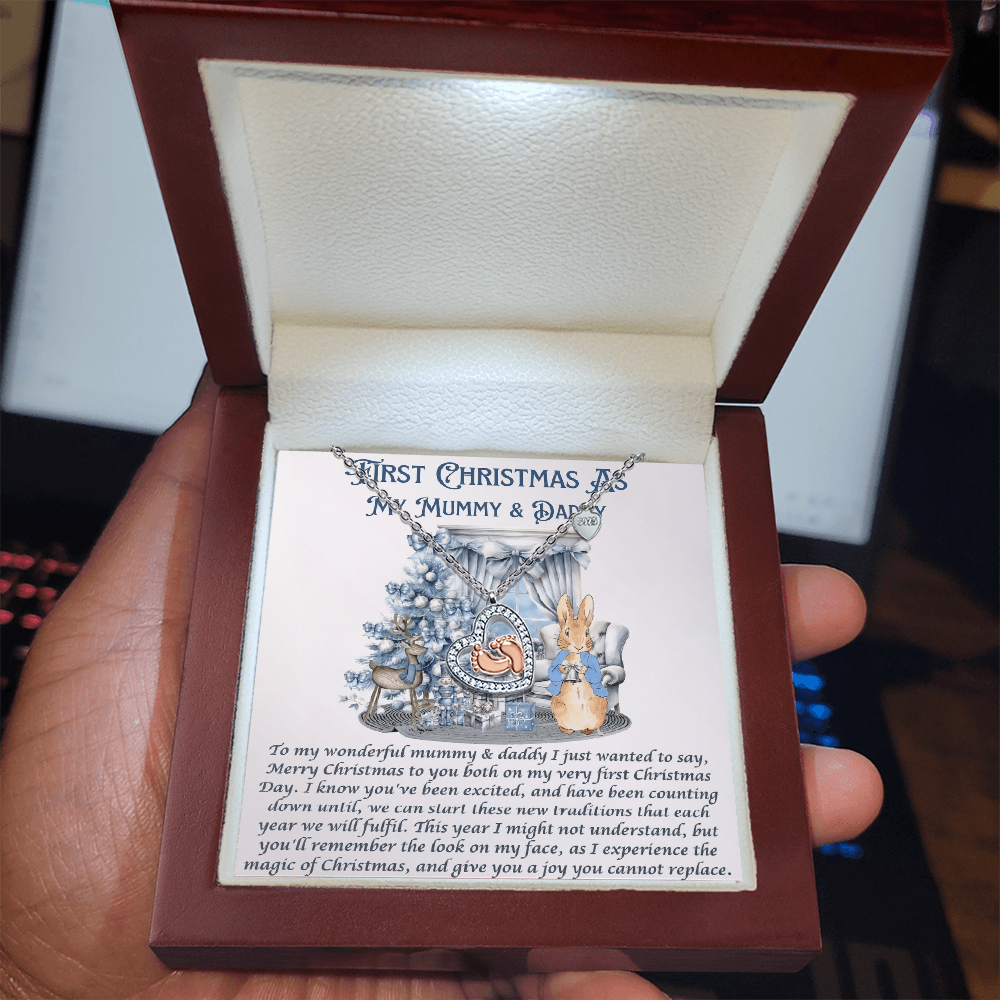 First Christmas As
My Mummy & Daddy
To my wonderful mummy & daddy I just wanted to say,
Merry Christmas to you both on my very first Christmas
Day. I know you've been excited, and have been counting
down until, we can start these new traditions that each
year we will fulfil. This year I might not understand, but
you'll remember the look on my face, as I experience the
magic of Christmas, and give you a joy you cannot replace.